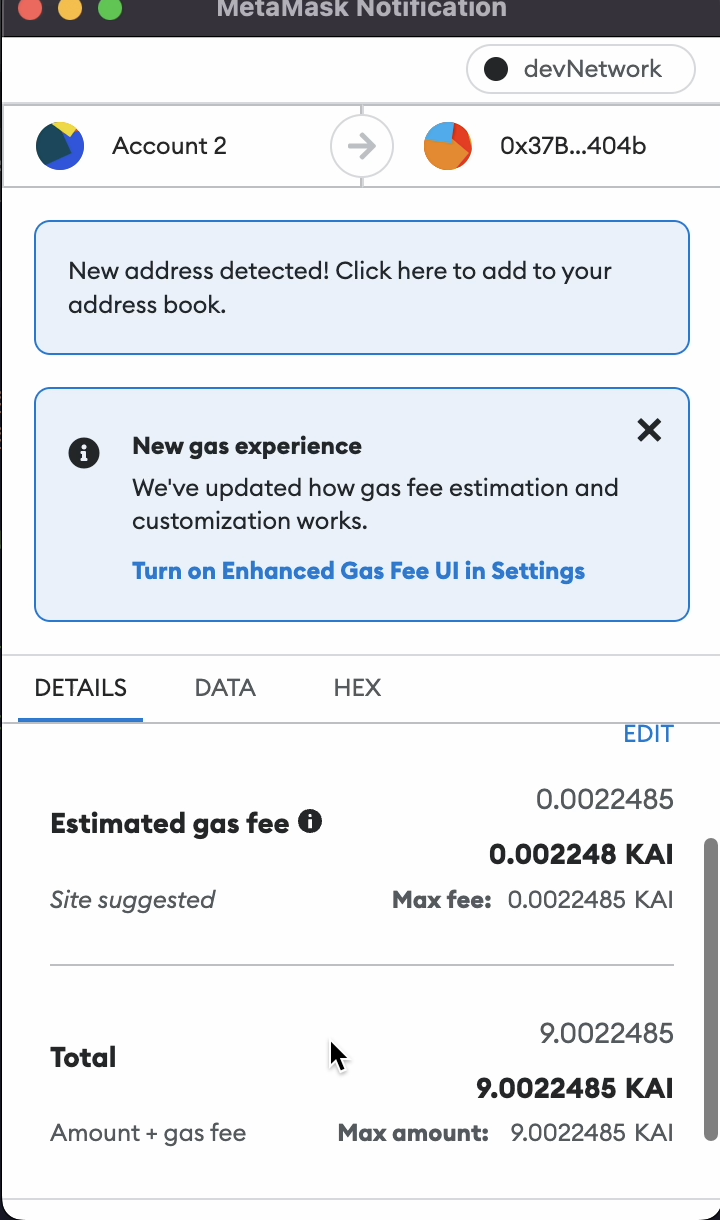 MetaMask Notification
devNetwork
Account 2
0x37B...404b
New address detected! Click here to add to your
address book.
New gas experience
We've updated how gas fee estimation and
customization works.
Turn on Enhanced Gas Fee UI in Settings
DETAILS
DATA
HEX
EDIT
0.0022485
Estimated gas fee
0.002248 KAI
Site suggested
Max fee: 0.0022485 KAI
9.0022485
Total
9.0022485 KAI
Amount + gas fee
Max amount: 9.0022485 KAI